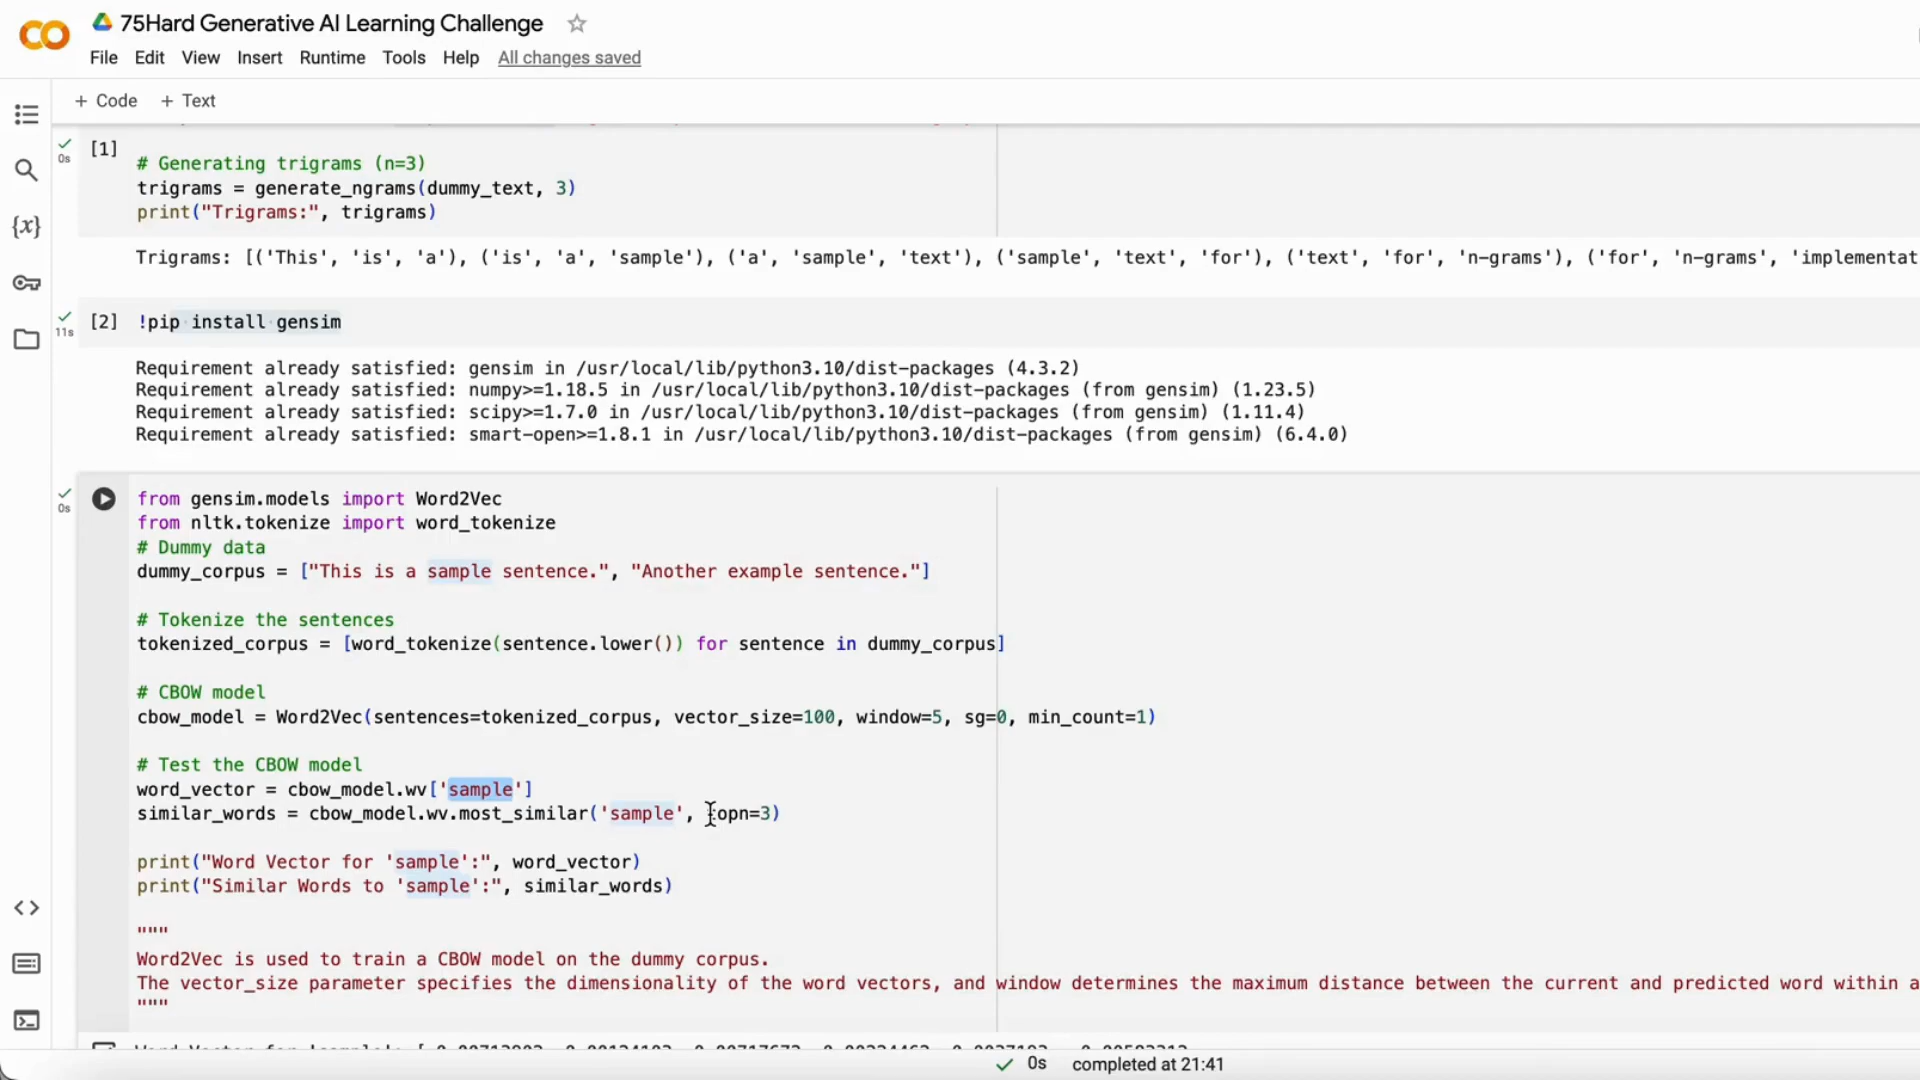 75Hard Generative AI Learning Challenge
File Edit View Insert Runtime Tools Help All changes saved
+ Code + Text
[1]
0s
# Generating trigrams (n=3)
trigrams = generate_ngrams(dummy_text, 3)
print("Trigrams:", trigrams)
Trigrams: [('This', 'is', 'a'), ('is', 'a', 'sample'), ('a', 'sample', 'text'), ('sample', 'text', 'for'), ('text', 'for', 'n-grams'), ('for', 'n-grams', 'implementat
[2] !pip install gensim
11s
Requirement already satisfied: gensim in /usr/local/lib/python3.10/dist-packages (4.3.2)
Requirement already satisfied: numpy>=1.18.5 in /usr/local/lib/python3.10/dist-packages (from gensim) (1.23.5)
Requirement already satisfied: scipy>=1.7.0 in /usr/local/lib/python3.10/dist-packages (from gensim) (1.11.4)
Requirement already satisfied: smart-open>=1.8.1 in /usr/local/lib/python3.10/dist-packages (from gensim) (6.4.0)
0s
from gensim.models import Word2Vec
from nltk.tokenize import word_tokenize
# Dummy data
dummy_corpus = ["This is a sample sentence.", "Another example sentence."]
# Tokenize the sentences
tokenized_corpus = [word_tokenize(sentence.lower()) for sentence in dummy_corpus]
# CBOW model
cbow_model = Word2Vec(sentences=tokenized_corpus, vector_size=100, window=5, sg=0, min_count=1)
# Test the CBOW model
word_vector = cbow_model.wv['sample']
similar_words = cbow_model.wv.most_similar('sample', topn=3)
print("Word Vector for 'sample':", word_vector)
print("Similar Words to 'sample':", similar_words)
"""
Word2Vec is used to train a CBOW model on the dummy corpus.
The vector_size parameter specifies the dimensionality of the word vectors, and window determines the maximum distance between the current and predicted word within a
"""
0s completed at 21:41